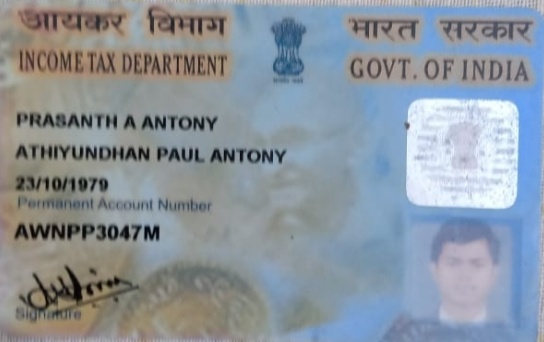 आयकर विभाग
भारत सरकार
INCOME TAX DEPARTMENT
GOVT. OF INDIA
PRASANTH A ANTONY
ATHIYUNDHAN PAUL ANTONY
23/10/1979
Permanent Account Number
AWNPP3047M
Signature